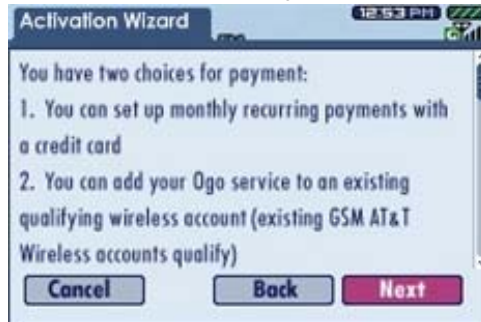 Activation Wizard
12:53 PM
You have two choices for payment:
1. You can set up monthly recurring payments with
a credit card
2. You can add your Ogo service to an existing
qualifying wireless account (existing GSM AT&T
Wireless accounts qualify)
Cancel Back Next